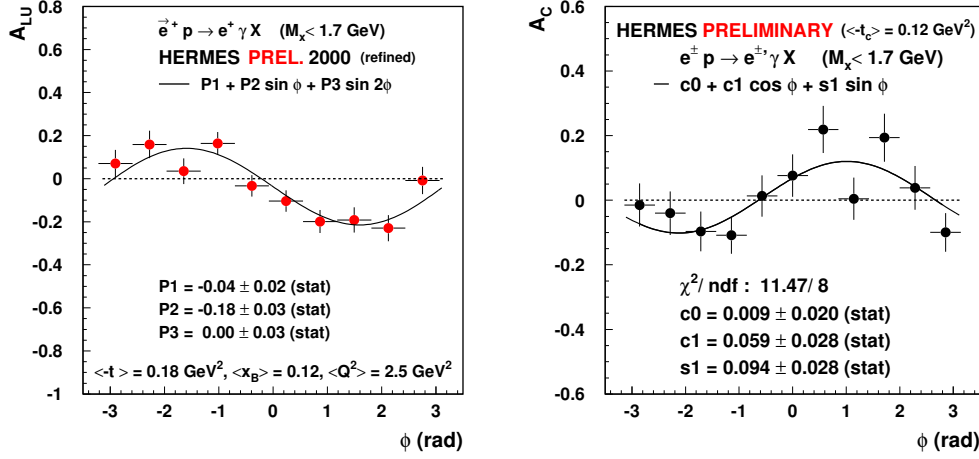 A_LU
e⃗⁺ p → e⁺ γ X (Mₓ< 1.7 GeV)
HERMES PREL. 2000 (refined)
P1 + P2 sin ϕ + P3 sin 2ϕ
0.8
0.6
0.4
0.2
0
-0.2
-0.4
-0.6
-0.8
-1
P1 = -0.04 ± 0.02 (stat)
P2 = -0.18 ± 0.03 (stat)
P3 = 0.00 ± 0.03 (stat)
<-t > = 0.18 GeV², <x_B> = 0.12, <Q²> = 2.5 GeV²
-3 -2 -1 0 1 2 3
ϕ (rad)
A_C
HERMES PRELIMINARY (<-t_c> = 0.12 GeV²)
e± p → e±’ γ X (Mₓ< 1.7 GeV)
c0 + c1 cos ϕ + s1 sin ϕ
0.6
0.4
0.2
0
-0.2
-0.4
-0.6
χ²/ ndf : 11.47/ 8
c0 = 0.009 ± 0.020 (stat)
c1 = 0.059 ± 0.028 (stat)
s1 = 0.094 ± 0.028 (stat)
-3 -2 -1 0 1 2 3
ϕ (rad)